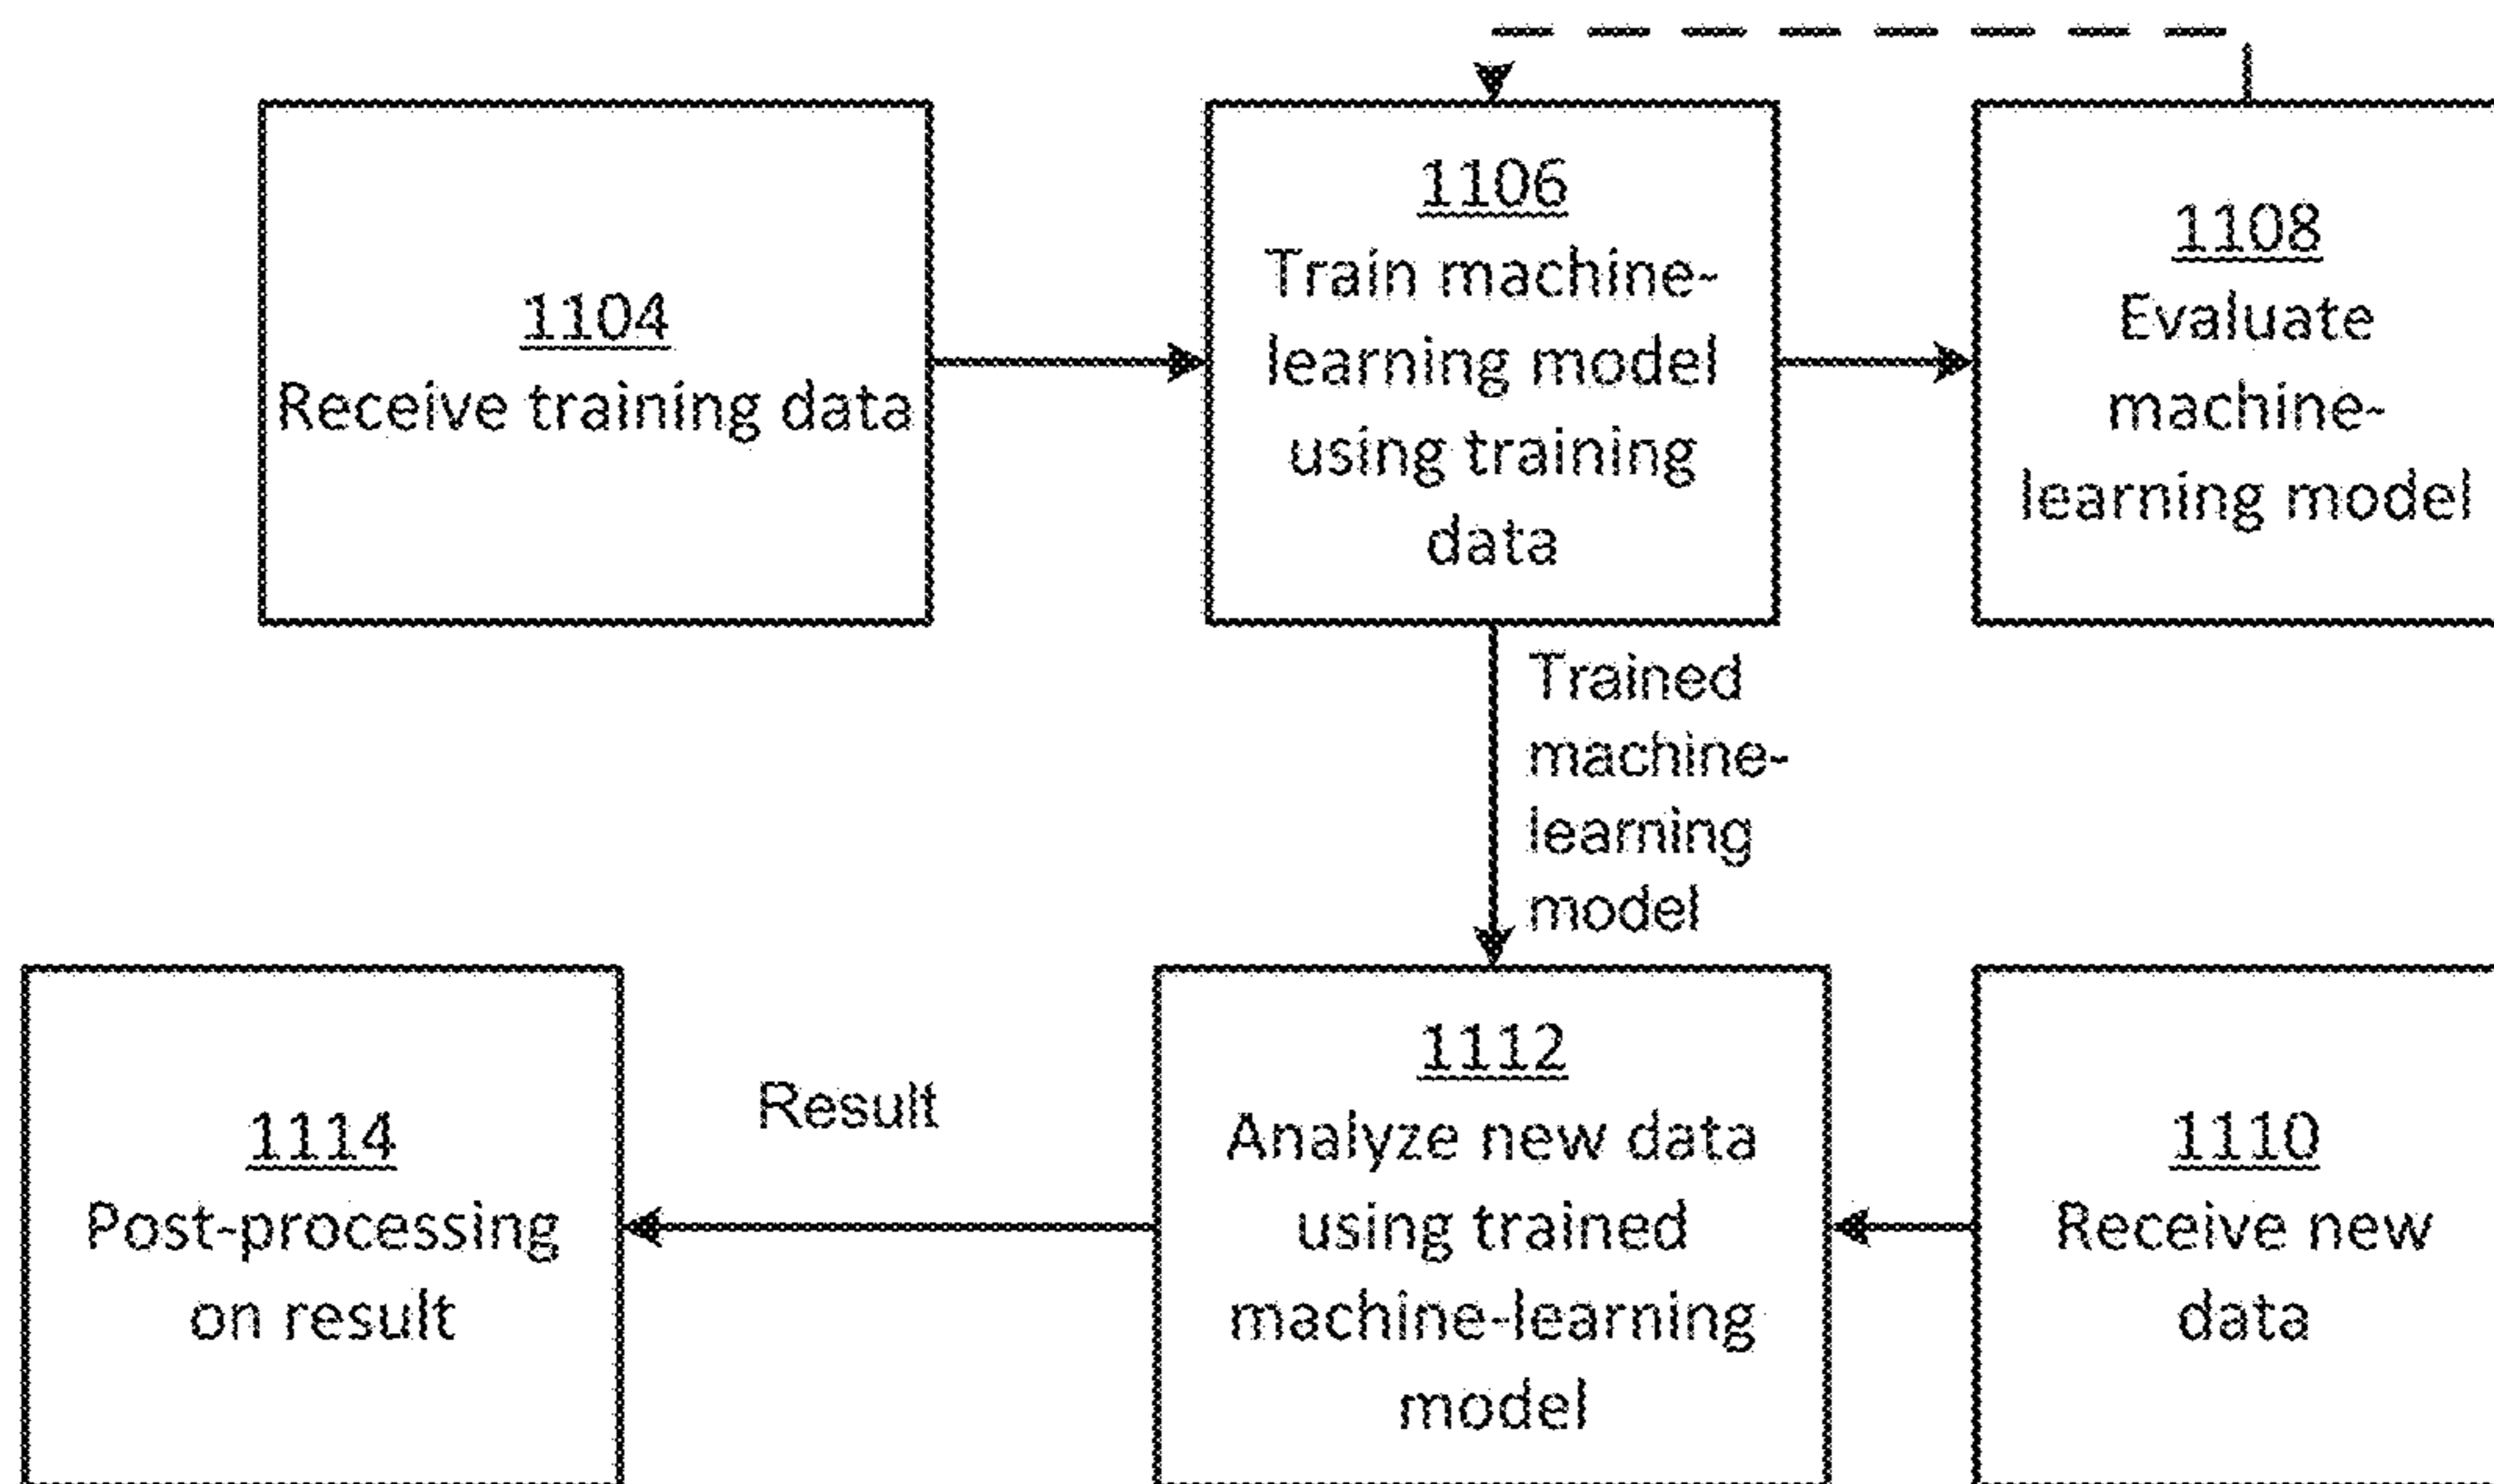 1104
Receive training data
1106
Train machine-
learning model
using training
data
1108
Evaluate
machine-
learning model
Trained
machine-
learning
model
1114
Post-processing
on result
Result
1112
Analyze new data
using trained
machine-learning
model
1110
Receive new
data